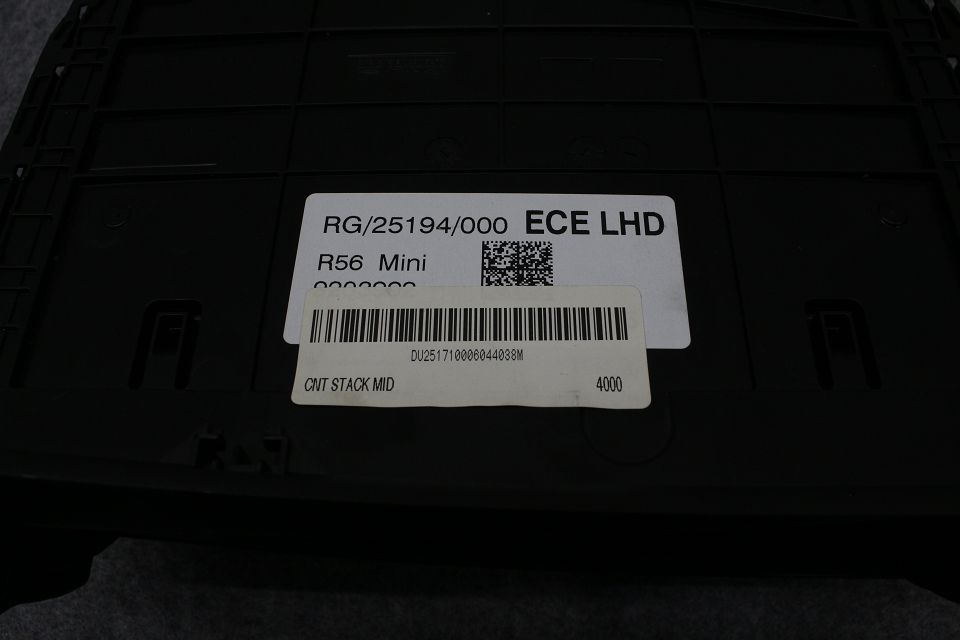 RG/25194/000 ECE LHD
R56 Mini
DU251710006044038M
CNT STACK MID 4000